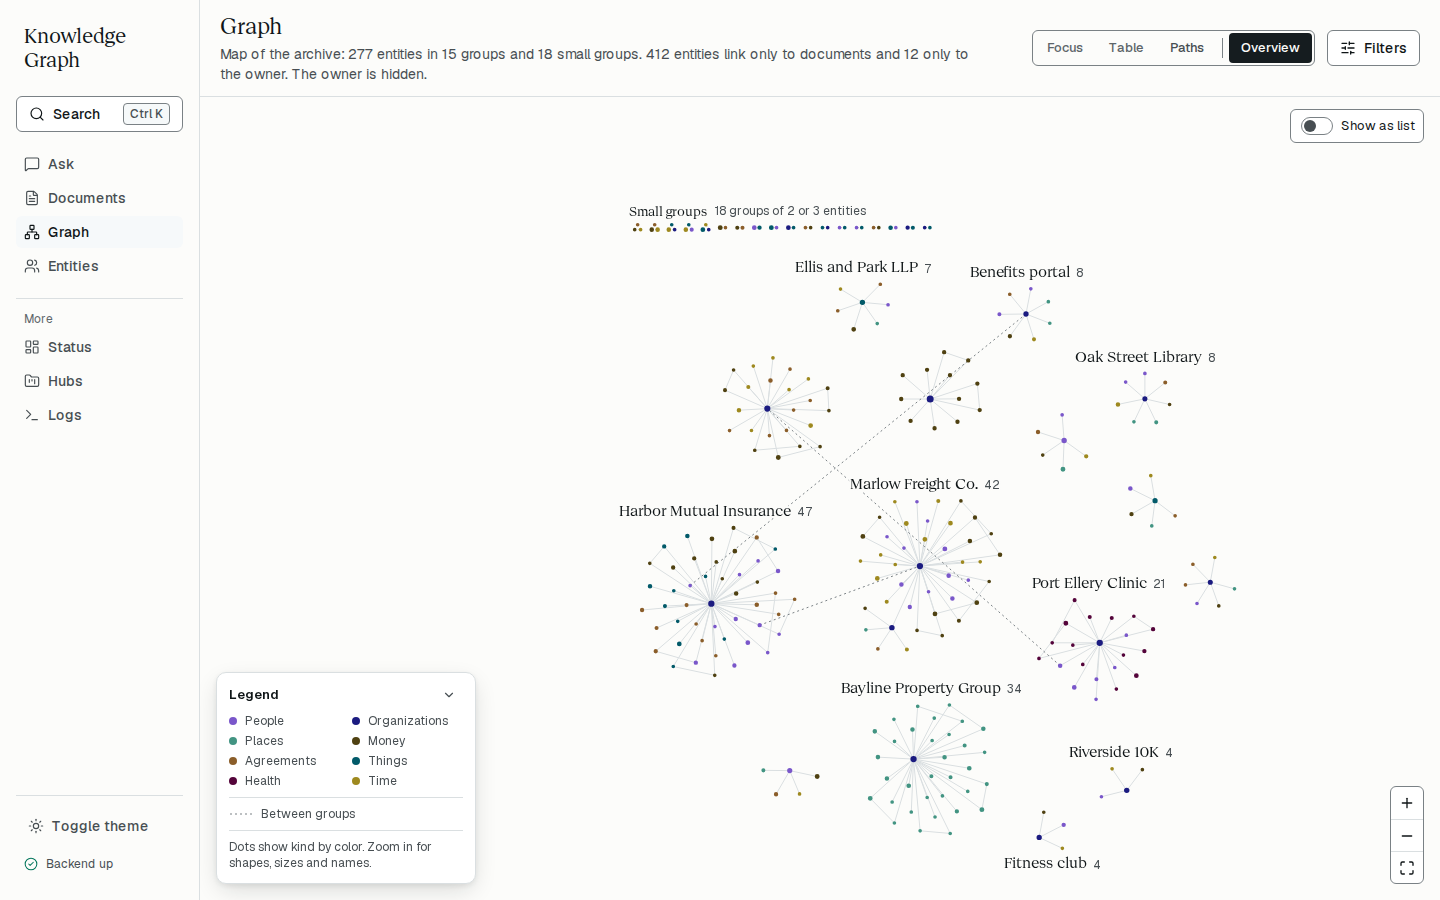 Knowledge
Graph
Search
Ctrl K
Ask
Documents
Graph
Entities
More
Status
Hubs
Logs
Toggle theme
Backend up
Graph
Map of the archive: 277 entities in 15 groups and 18 small groups. 412 entities link only to documents and 12 only to
the owner. The owner is hidden.
Focus
Table
Paths
Overview
Filters
Show as list
Small groups 18 groups of 2 or 3 entities
Ellis and Park LLP 7
Benefits portal 8
Oak Street Library 8
Marlow Freight Co. 42
Harbor Mutual Insurance 47
Port Ellery Clinic 21
Bayline Property Group 34
Riverside 10K 4
Fitness club 4
Legend
People
Organizations
Places
Money
Agreements
Things
Health
Time
Between groups
Dots show kind by color. Zoom in for
shapes, sizes and names.